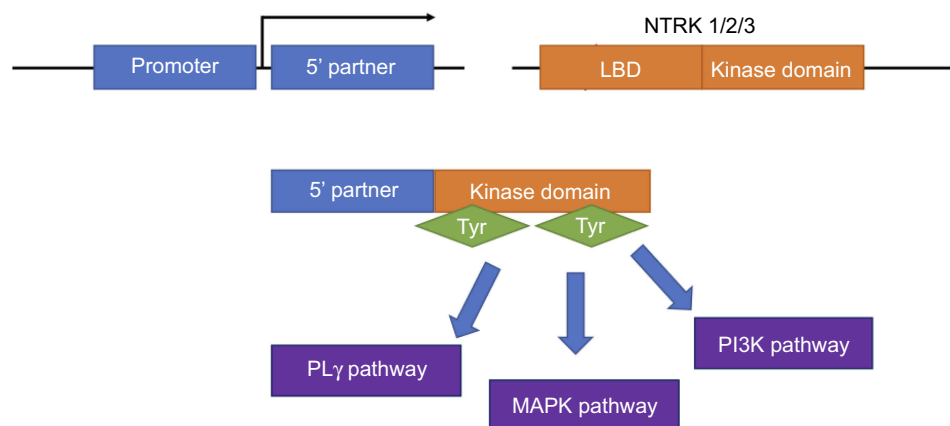 NTRK 1/2/3
Promoter
5’ partner
LBD
Kinase domain
5’ partner
Kinase domain
Tyr
Tyr
PLγ pathway
MAPK pathway
PI3K pathway